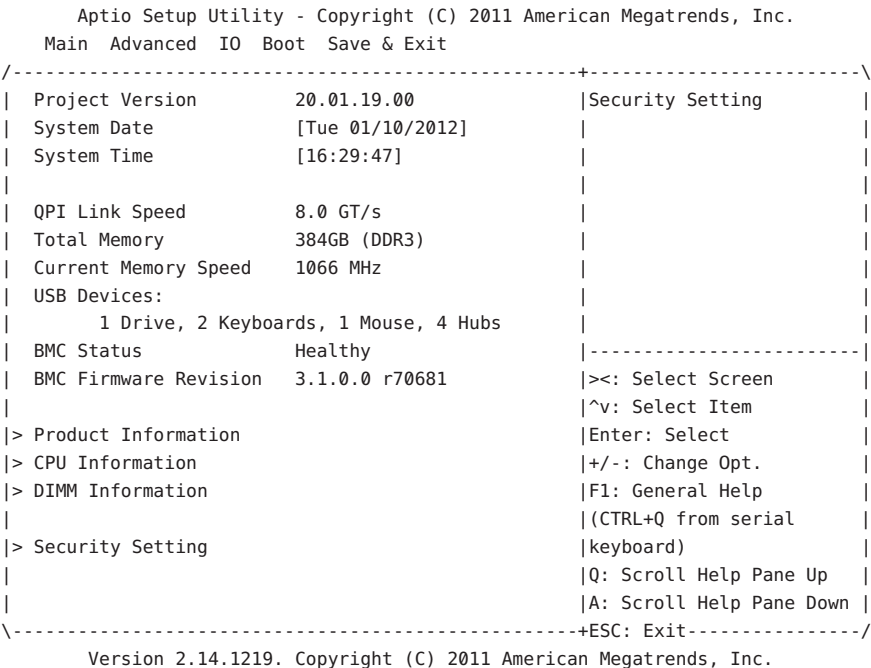 Aptio Setup Utility - Copyright (C) 2011 American Megatrends, Inc.
Main  Advanced  IO  Boot  Save & Exit
/----------------------------------------------------+-------------------------\
|  Project Version         20.01.19.00               |Security Setting         |
|  System Date             [Tue 01/10/2012]          |                         |
|  System Time             [16:29:47]                |                         |
|                                                    |                         |
|  QPI Link Speed          8.0 GT/s                  |                         |
|  Total Memory            384GB (DDR3)              |                         |
|  Current Memory Speed    1066 MHz                  |                         |
|  USB Devices:                                      |                         |
|        1 Drive, 2 Keyboards, 1 Mouse, 4 Hubs       |                         |
|  BMC Status              Healthy                   |-------------------------|
|  BMC Firmware Revision   3.1.0.0 r70681            |><: Select Screen        |
|                                                    |^v: Select Item          |
|> Product Information                               |Enter: Select            |
|> CPU Information                                   |+/-: Change Opt.         |
|> DIMM Information                                  |F1: General Help         |
|                                                    |(CTRL+Q from serial      |
|> Security Setting                                  |keyboard)                |
|                                                    |Q: Scroll Help Pane Up   |
|                                                    |A: Scroll Help Pane Down |
\----------------------------------------------------+ESC: Exit----------------/
Version 2.14.1219. Copyright (C) 2011 American Megatrends, Inc.